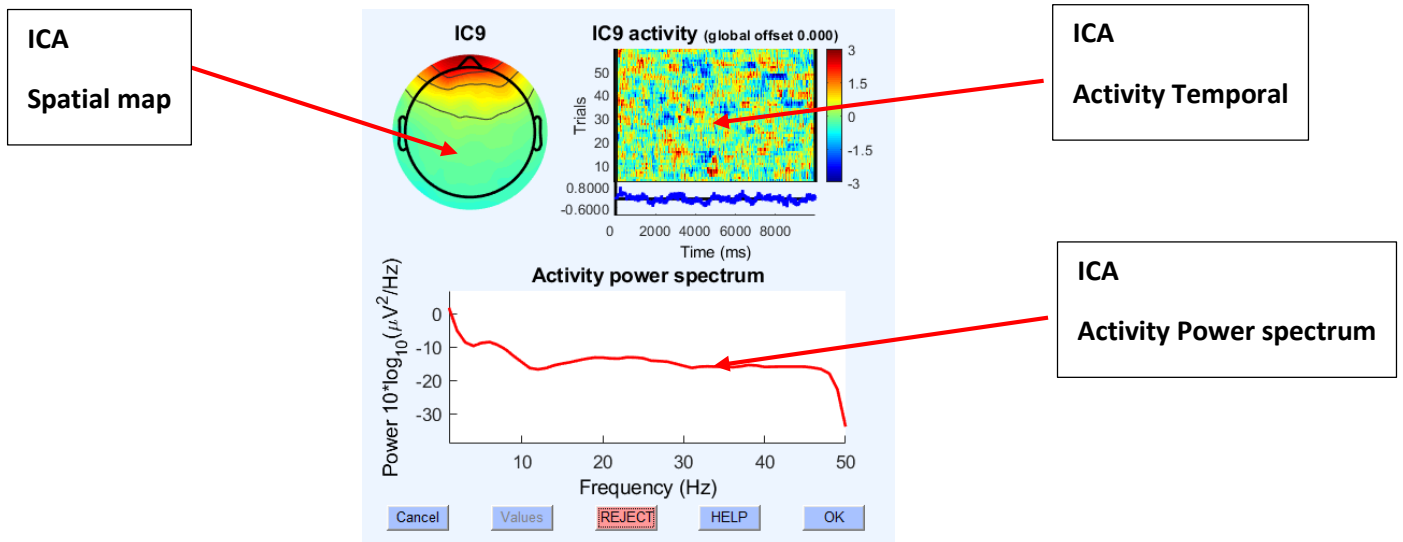 ICA
Spatial map
IC9
IC9 activity (global offset 0.000)
Trials
50
40
30
20
10
3
1.5
0
-1.5
-3
0.8000
-0.6000
0 2000 4000 6000 8000
Time (ms)
ICA
Activity Temporal
Activity power spectrum
Power 10*log10(μV2/Hz)
0
-10
-20
-30
10 20 30 40 50
Frequency (Hz)
ICA
Activity Power spectrum
Cancel Values REJECT HELP OK